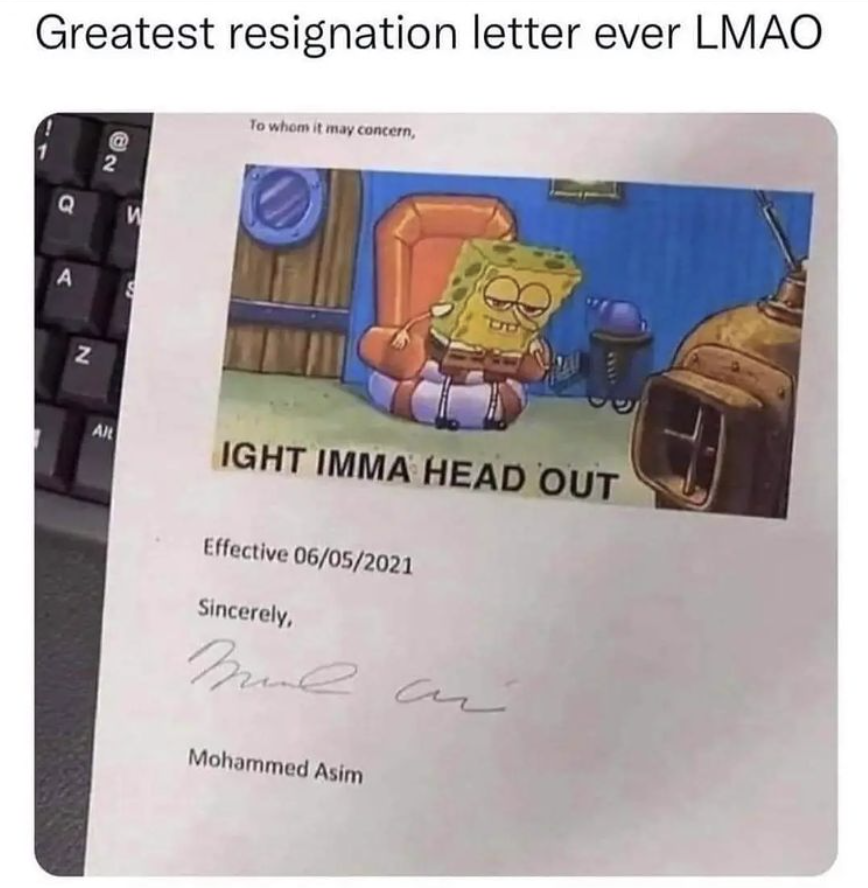 Greatest resignation letter ever LMAO
To whom it may concern,
! 1
@ 2
Q
W
A
S
Z
Alt
IGHT IMMA HEAD OUT
Effective 06/05/2021
Sincerely,
Mohammed Asim